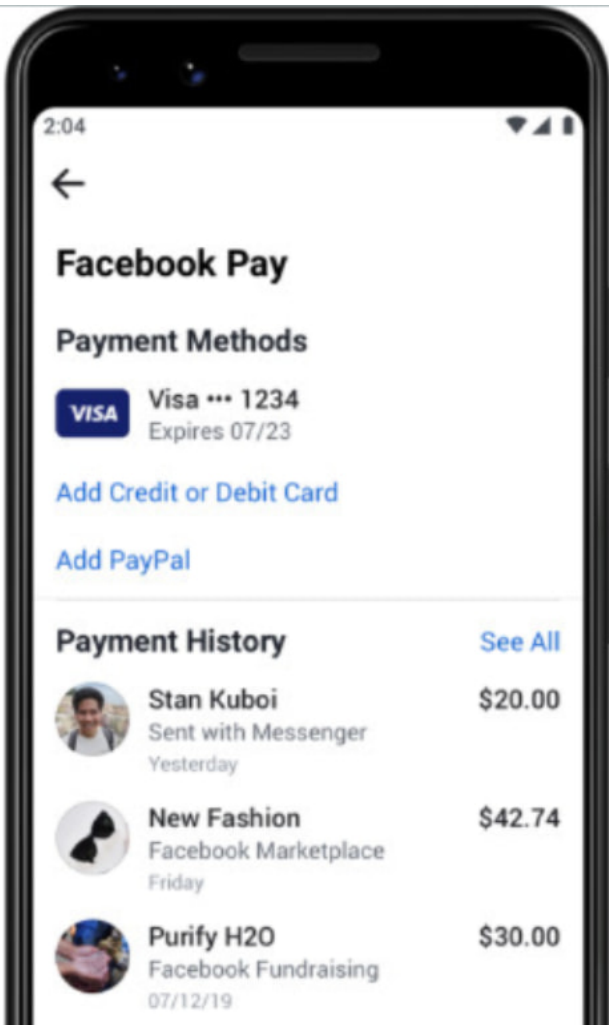 2:04
Facebook Pay
Payment Methods
VISA
Visa ••• 1234
Expires 07/23
Add Credit or Debit Card
Add PayPal
Payment History
See All
Stan Kuboi
$20.00
Sent with Messenger
Yesterday
New Fashion
$42.74
Facebook Marketplace
Friday
Purify H2O
$30.00
Facebook Fundraising
07/12/19